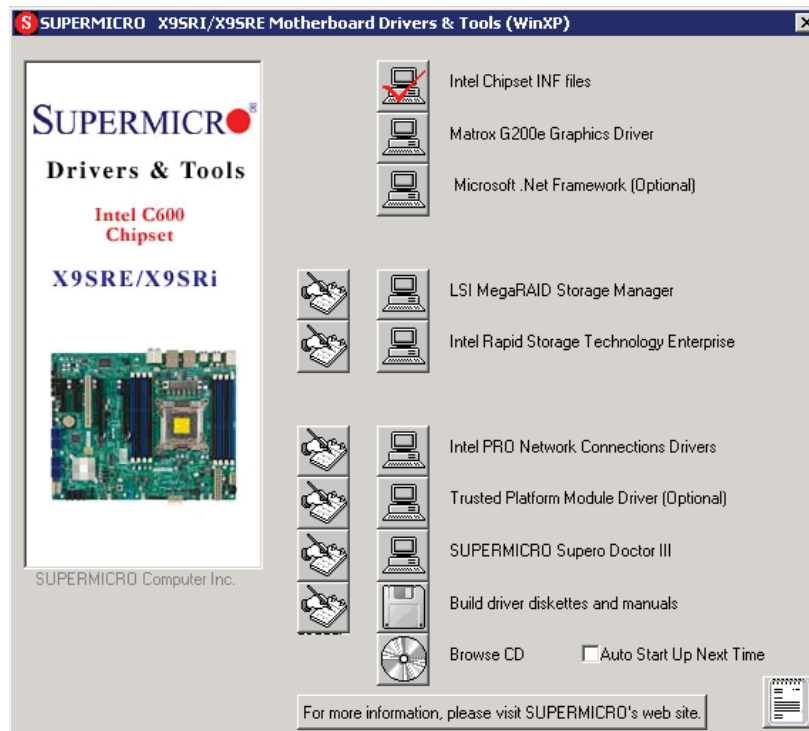 SUPERMICRO X9SRI/X9SRE Motherboard Drivers & Tools (WinXP)
SUPERMICRO®
Drivers & Tools
Intel C600
Chipset
X9SRE/X9SRi
SUPERMICRO Computer Inc.
Intel Chipset INF files
Matrox G200e Graphics Driver
Microsoft .Net Framework (Optional)
LSI MegaRAID Storage Manager
Intel Rapid Storage Technology Enterprise
Intel PRO Network Connections Drivers
Trusted Platform Module Driver (Optional)
SUPERMICRO Supero Doctor III
Build driver diskettes and manuals
Browse CD Auto Start Up Next Time
For more information, please visit SUPERMICRO's web site.